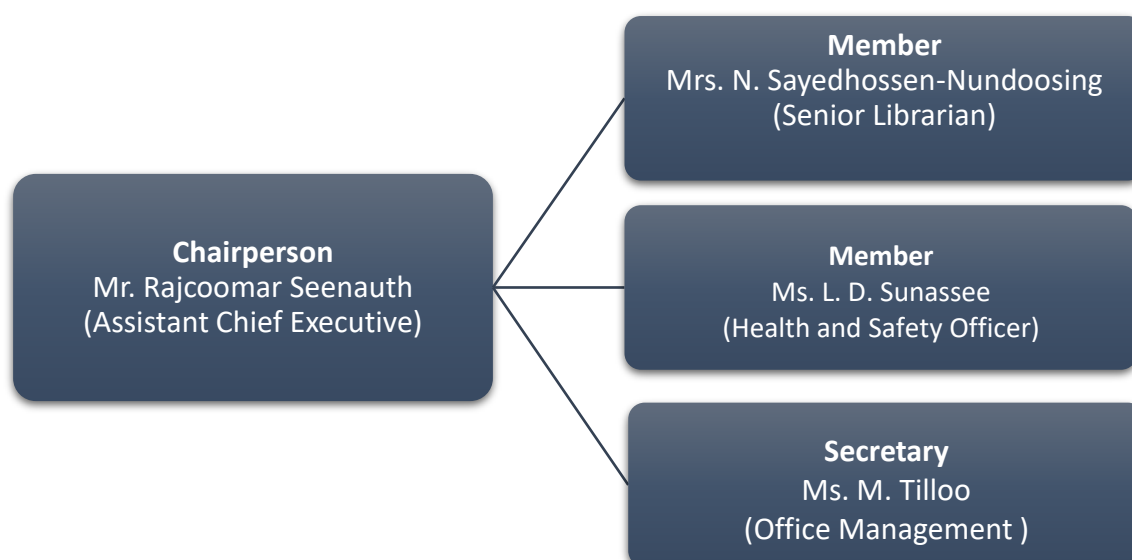 Chairperson
Mr. Rajcoomar Seenauth
(Assistant Chief Executive)
Member
Mrs. N. Sayedhossen-Nundoosing
(Senior Librarian)
Member
Ms. L. D. Sunassee
(Health and Safety Officer)
Secretary
Ms. M. Tilloo
(Office Management )